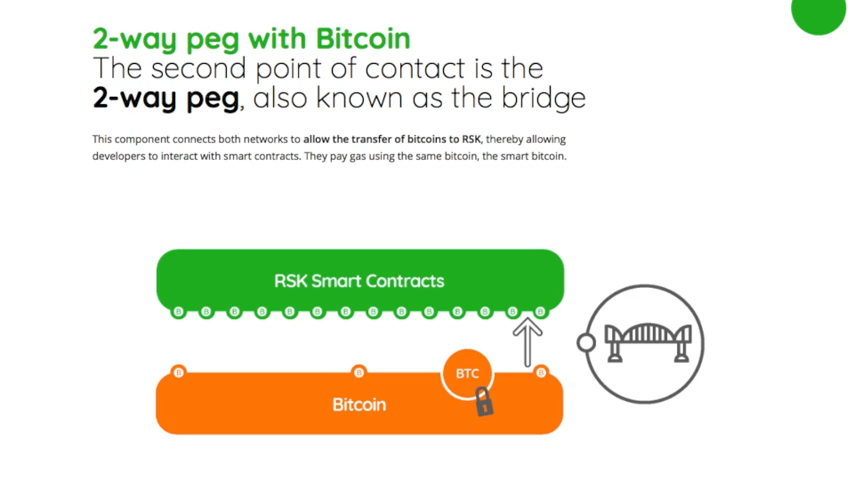 2-way peg with Bitcoin
The second point of contact is the
2-way peg, also known as the bridge
This component connects both networks to allow the transfer of bitcoins to RSK, thereby allowing
developers to interact with smart contracts. They pay gas using the same bitcoin, the smart bitcoin.
RSK Smart Contracts
BTC
Bitcoin